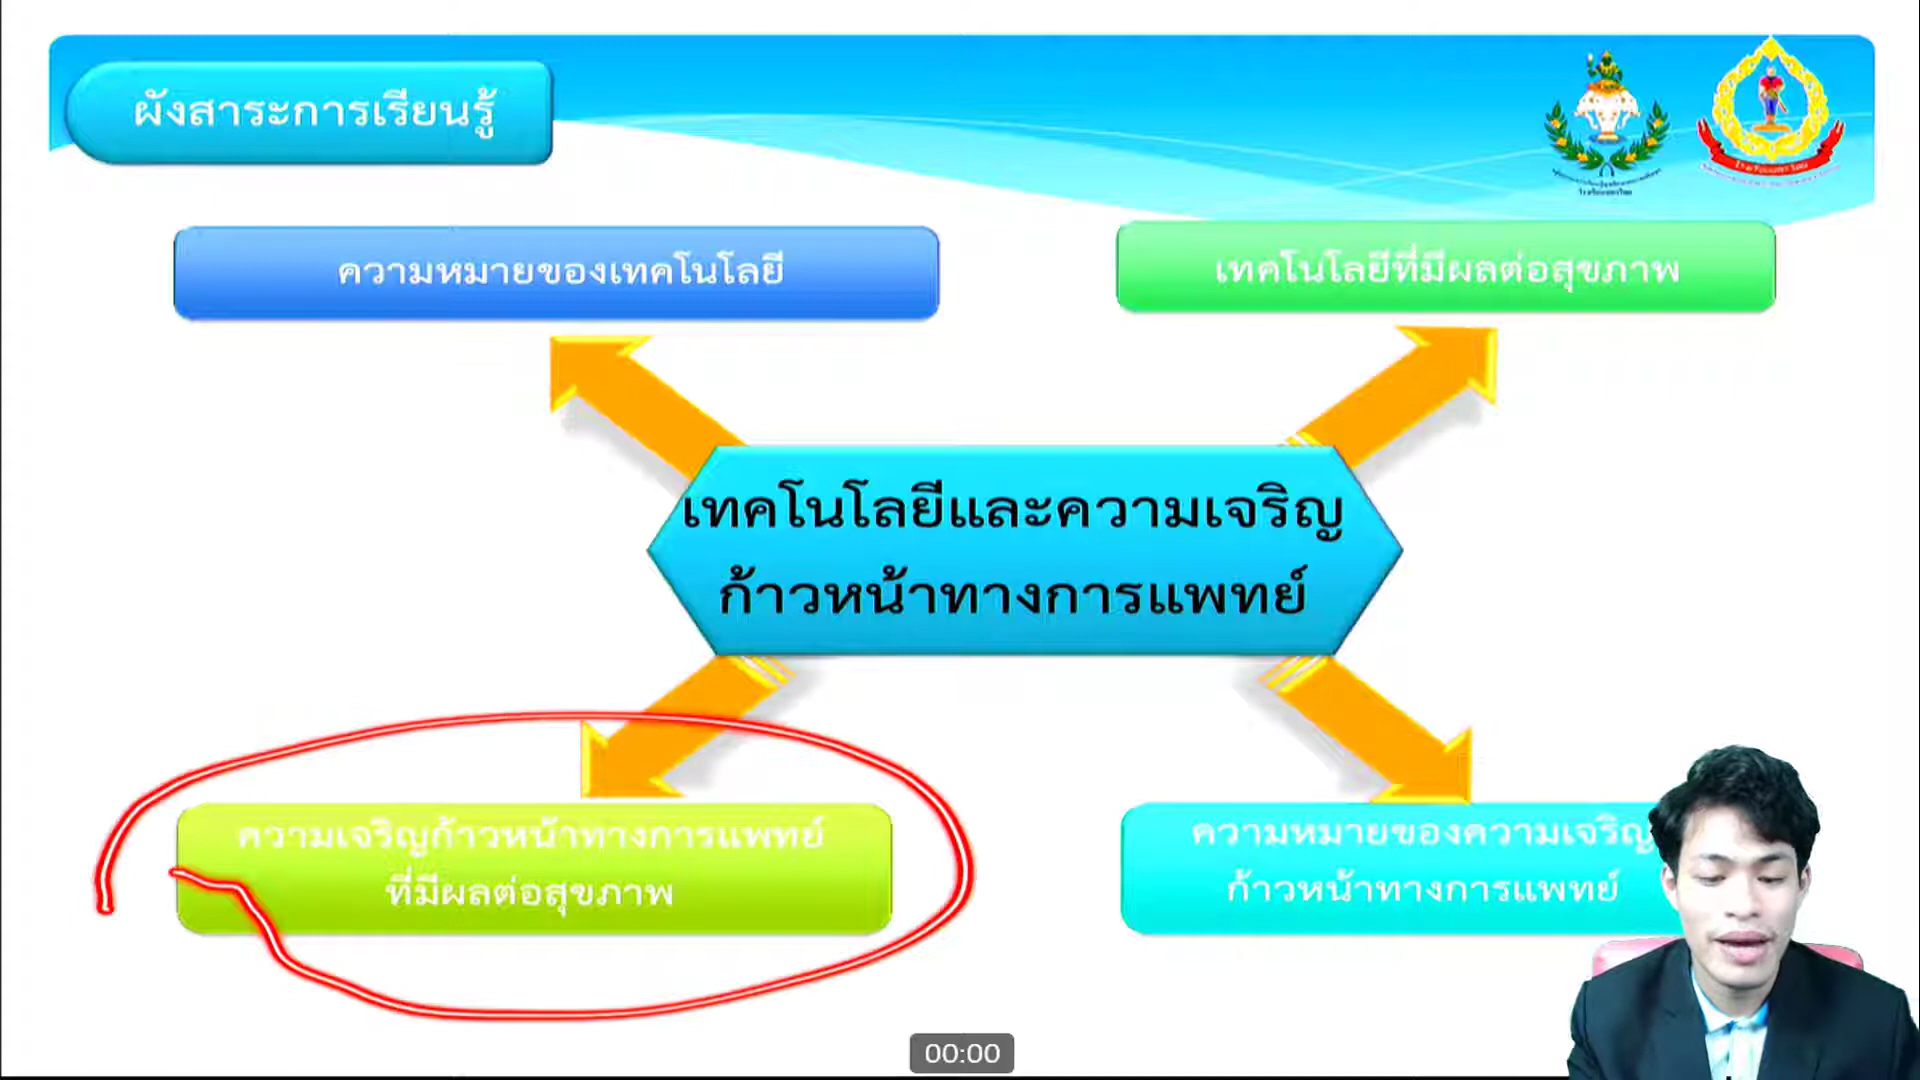 ผังสาระการเรียนรู้
ความหมายของเทคโนโลยี
เทคโนโลยีที่มีผลต่อสุขภาพ
เทคโนโลยีและความเจริญ
ก้าวหน้าทางการแพทย์
ความเจริญก้าวหน้าทางการแพทย์
ที่มีผลต่อสุขภาพ
ความหมายของความเจริญ
ก้าวหน้าทางการแพทย์
00:00